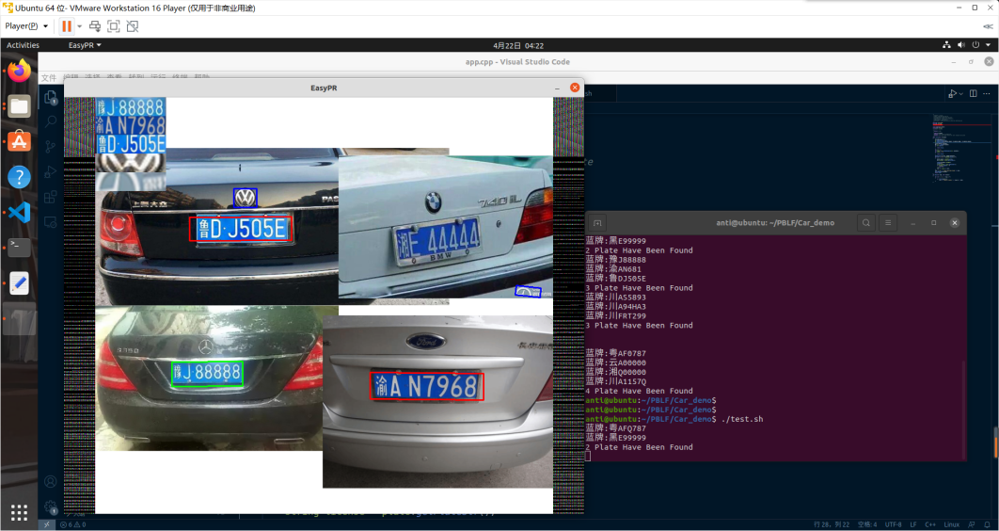 Ubuntu 64 位- VMware Workstation 16 Player (仅用于非商业用途)
Player(P)
Activities
EasyPR
4月22日 04:22
app.cpp - Visual Studio Code
文件 编辑 选择 查看 转到 运行 终端 帮助
EasyPR
豫J·88888
渝A N7968
鲁D·J505E
上海大众
PAS
鲁D·J505E
740iL
湘E 44444
BMW
S350
豫J·88888
Ford
渝A N7968
anti@ubuntu: ~/PBLF/Car_demo
蓝牌:黑E99999
2 Plate Have Been Found
蓝牌:豫J88888
蓝牌:渝AN681
蓝牌:鲁DJ505E
3 Plate Have Been Found
蓝牌:川AS5893
蓝牌:川A94HA3
蓝牌:川FRT299
3 Plate Have Been Found
蓝牌:粤AF0787
蓝牌:云A00000
蓝牌:湘Q00000
蓝牌:川A1157Q
4 Plate Have Been Found
anti@ubuntu:~/PBLF/Car_demo$
anti@ubuntu:~/PBLF/Car_demo$
anti@ubuntu:~/PBLF/Car_demo$ ./test.sh
蓝牌:粤AFQ787
蓝牌:黑E99999
2 Plate Have Been Found
6 0
行 28，列 22 空格: 4 UTF-8 LF C++ Linux